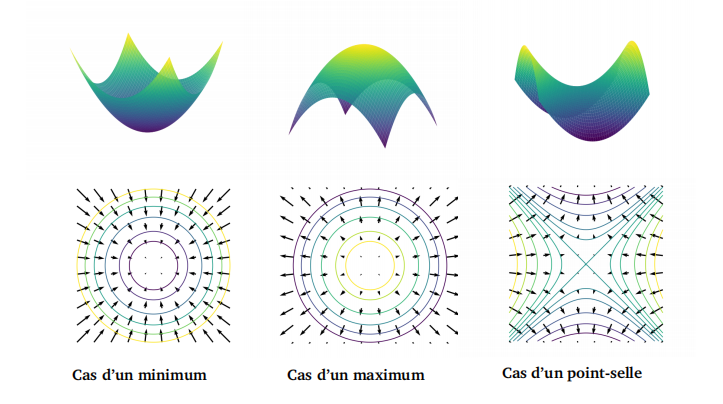 Cas d’un minimum
Cas d’un maximum
Cas d’un point-selle